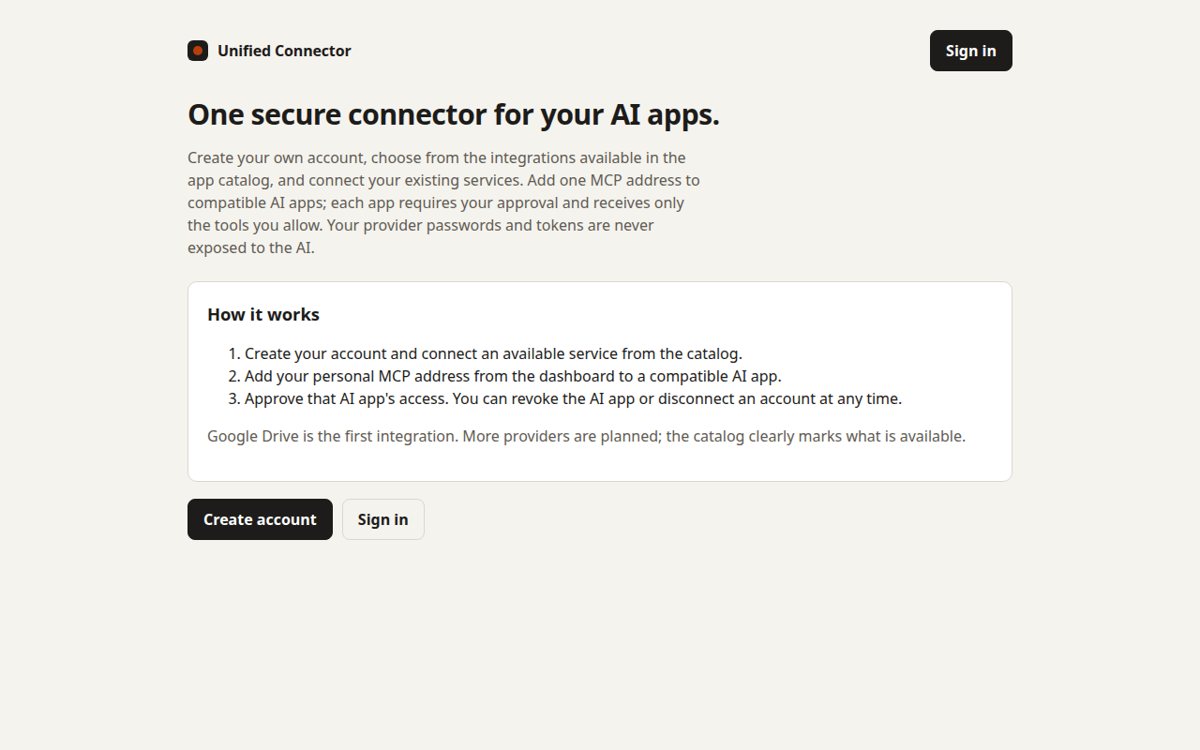 Unified Connector
Sign in
One secure connector for your AI apps.
Create your own account, choose from the integrations available in the
app catalog, and connect your existing services. Add one MCP address to
compatible AI apps; each app requires your approval and receives only
the tools you allow. Your provider passwords and tokens are never
exposed to the AI.
How it works
1. Create your account and connect an available service from the catalog.
2. Add your personal MCP address from the dashboard to a compatible AI app.
3. Approve that AI app's access. You can revoke the AI app or disconnect an account at any time.
Google Drive is the first integration. More providers are planned; the catalog clearly marks what is available.
Create account
Sign in